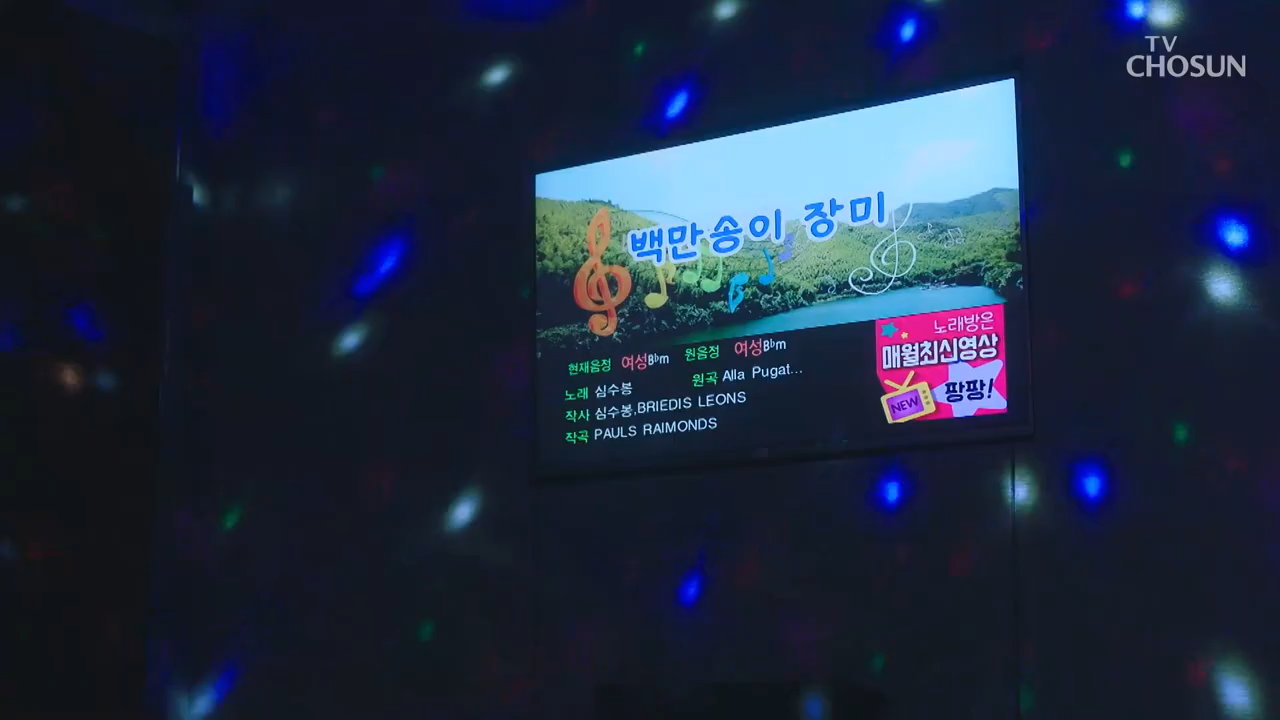 TV
CHOSUN
백만송이 장미
현재음정 여성B♭m 원음정 여성B♭m
노래 심수봉 원곡 Alla Pugat...
작사 심수봉,BRIEDIS LEONS
작곡 PAULS RAIMONDS
노래방은
매월최신영상
NEW 팡팡!